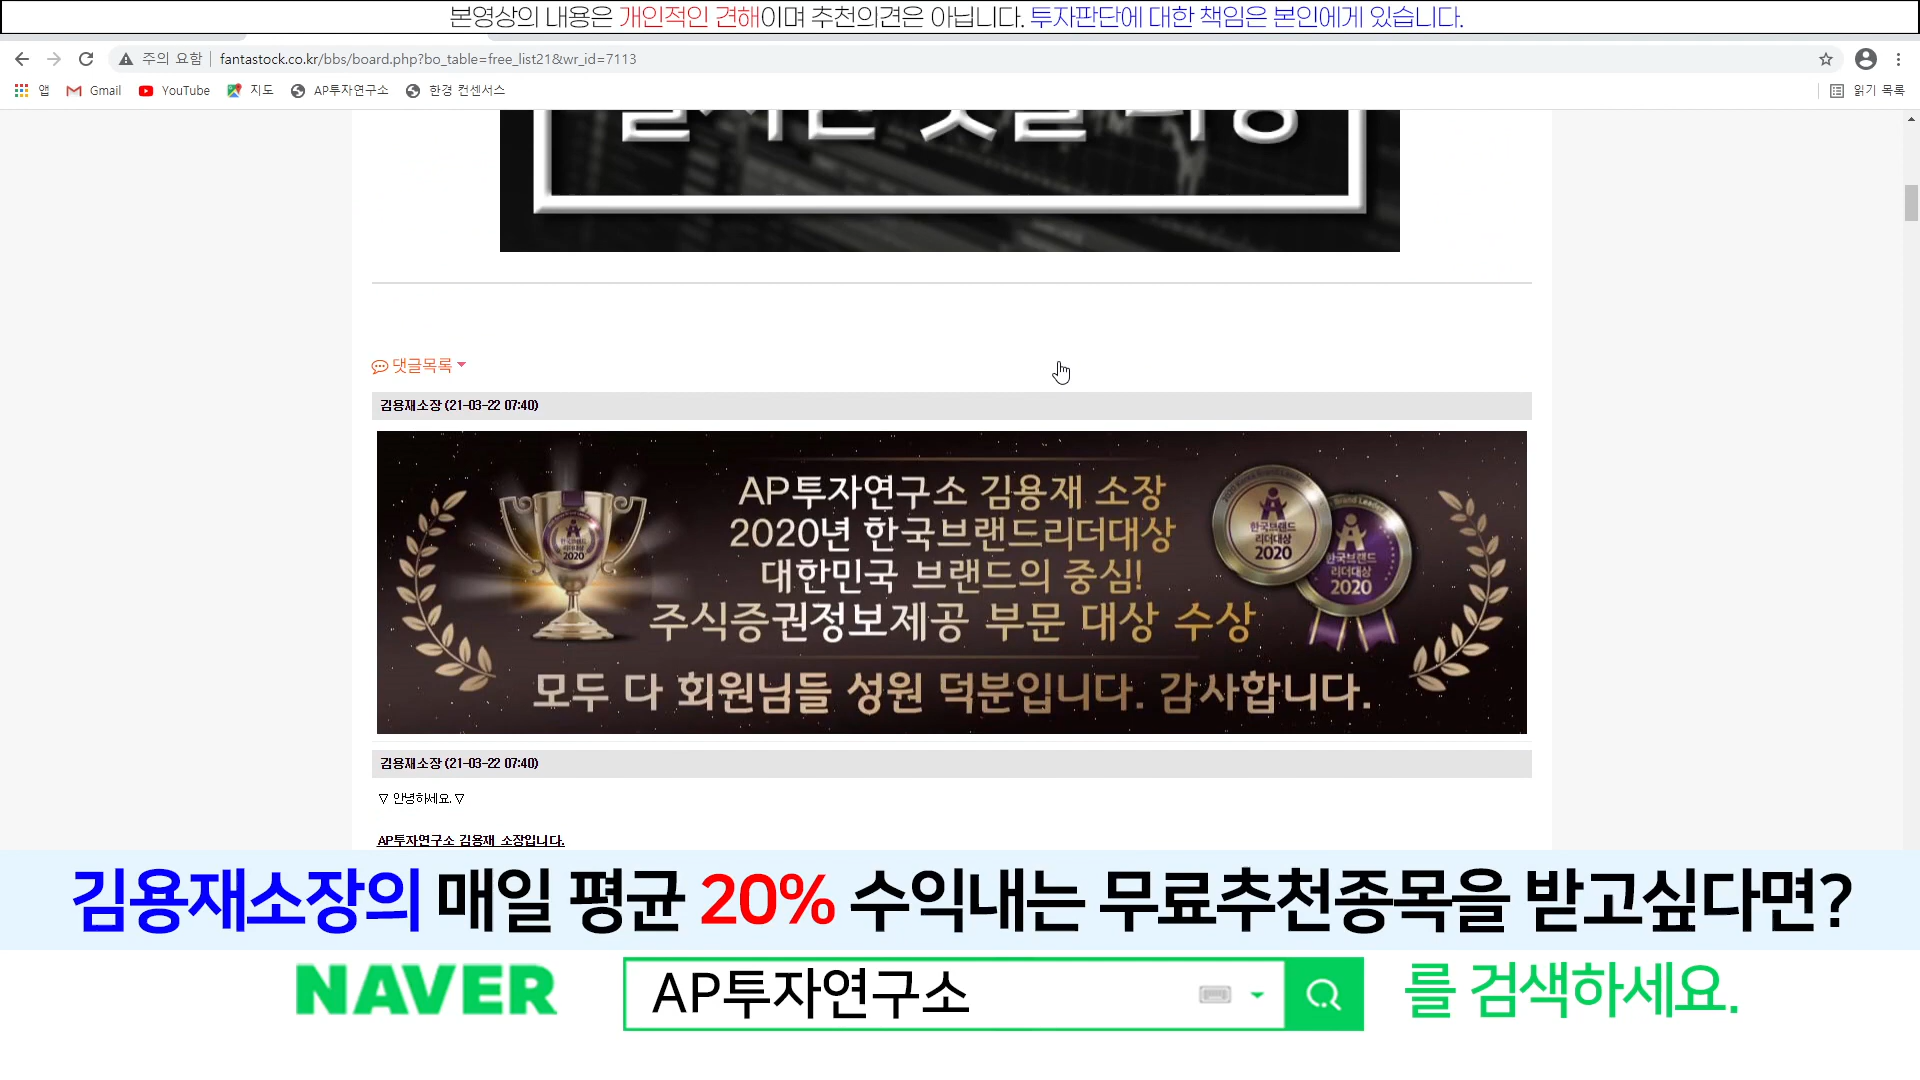 본영상의 내용은 개인적인 견해이며 추천의견은 아닙니다. 투자판단에 대한 책임은 본인에게 있습니다.
주의 요함 | fantastock.co.kr/bbs/board.php?bo_table=free_list21&wr_id=7113
앱 Gmail YouTube 지도 AP투자연구소 한경 컨센서스 읽기 목록
댓글목록
김용재소장 (21-03-22 07:40)
AP투자연구소 김용재 소장
2020년 한국브랜드리더대상
대한민국 브랜드의 중심!
주식증권정보제공 부문 대상 수상
모두 다 회원님들 성원 덕분입니다. 감사합니다.
한국브랜드
리더대상
2020
한국브랜드
리더대상
2020
한국브랜드
리더대상
2020
김용재소장 (21-03-22 07:40)
▽ 안녕하세요. ▽
AP투자연구소 김용재 소장입니다.
김용재소장의 매일 평균 20% 수익내는 무료추천종목을 받고싶다면?
NAVER AP투자연구소 를 검색하세요.